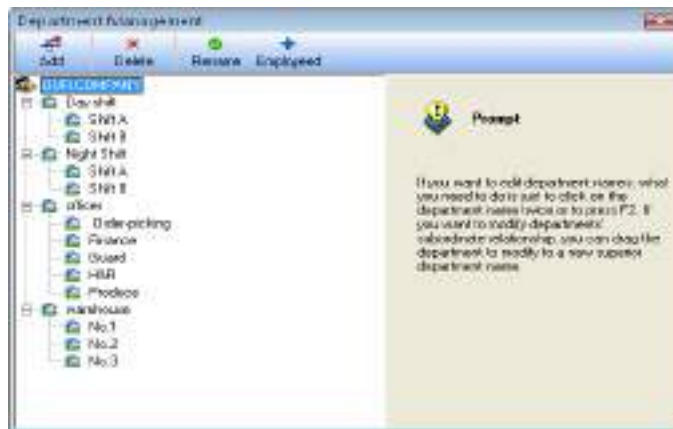 Department Management
Add Delete Rename Employeed
OUR COMPANY
Day shift
Shift A
Shift B
Night Shift
Shift A
Shift B
offices
Order-picking
Finance
Guard
H&R
Produce
warehouse
No.1
No.2
No.3
Prompt
If you want to edit department names, what
you need to do is just to click on the
department name twice or to press F2. If
you want to modify departments'
subordinate relationship, you can drag the
department to modify to a new superior
department name.